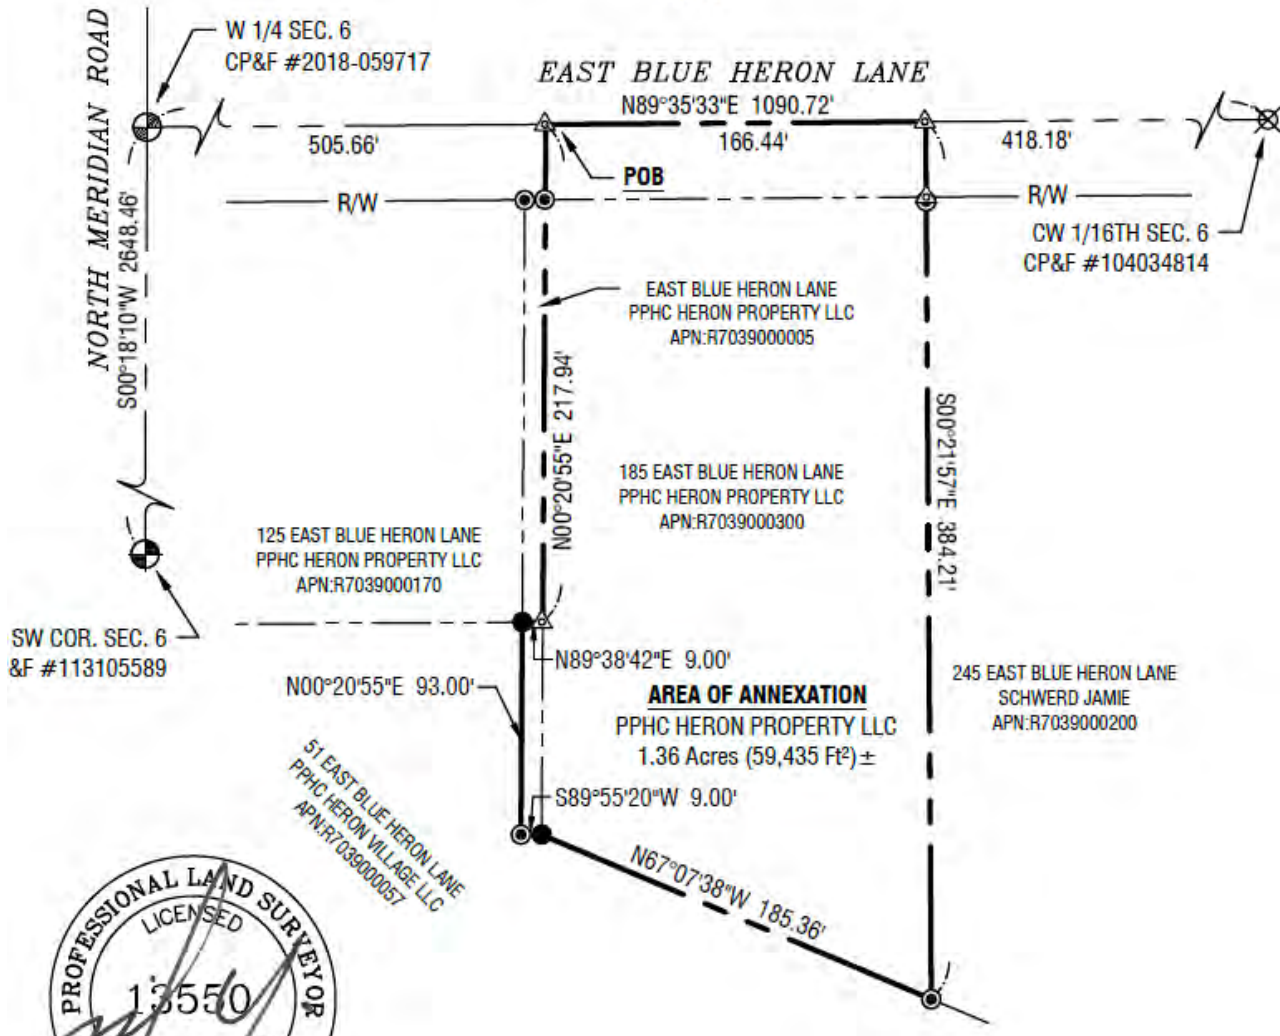 W 1/4 SEC. 6
CP&F #2018-059717
NORTH MERIDIAN ROAD
S00°18'10"W 2648.46'
EAST BLUE HERON LANE
N89°35'33"E 1090.72'
505.66'
166.44'
418.18'
POB
R/W
R/W
CW 1/16TH SEC. 6
CP&F #104034814
EAST BLUE HERON LANE
PPHC HERON PROPERTY LLC
APN:R7039000005
N00°20'55"E 217.94'
S00°21'57"E 384.21'
185 EAST BLUE HERON LANE
PPHC HERON PROPERTY LLC
APN:R7039000300
125 EAST BLUE HERON LANE
PPHC HERON PROPERTY LLC
APN:R7039000170
SW COR. SEC. 6
&F #113105589
N89°38'42"E 9.00'
N00°20'55"E 93.00'
AREA OF ANNEXATION
PPHC HERON PROPERTY LLC
1.36 Acres (59,435 Ft²)±
245 EAST BLUE HERON LANE
SCHWERD JAMIE
APN:R7039000200
S89°55'20"W 9.00'
51 EAST BLUE HERON LANE
PPHC HERON VILLAGE LLC
APN:R7039000057
N67°07'38"W 185.36'
PROFESSIONAL LAND SURVEYOR
LICENSED
13550